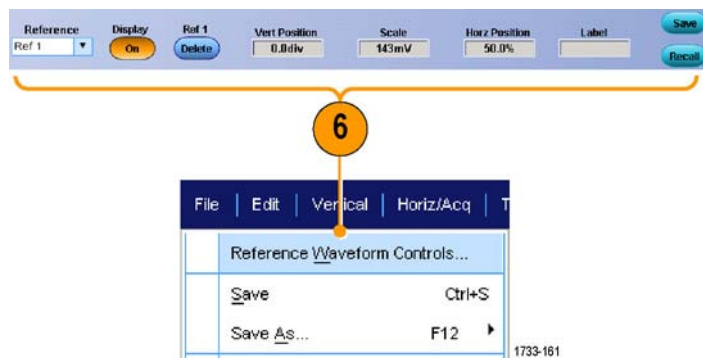 Reference Display Ref 1 Vert Position Scale Horz Position Label Save
Ref 1 On Delete 0.0div 143mV 50.0% Recall
6
File Edit Vertical Horiz/Acq T
Reference Waveform Controls...
Save Ctrl+S
Save As... F12
1733-161